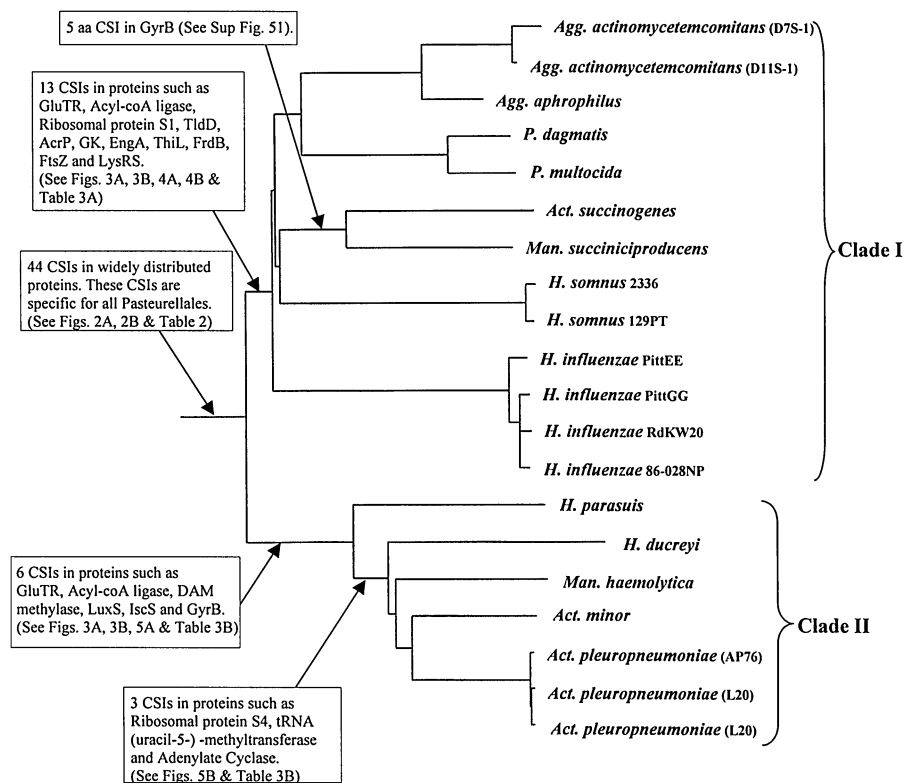 5 aa CSI in GyrB (See Sup Fig. 51).
13 CSIs in proteins such as
GluTR, Acyl-coA ligase,
Ribosomal protein S1, TldD,
AcrP, GK, EngA, ThiL, FrdB,
FtsZ and LysRS.
(See Figs. 3A, 3B, 4A, 4B &
Table 3A)
44 CSIs in widely distributed
proteins. These CSIs are
specific for all Pasteurellales.
(See Figs. 2A, 2B & Table 2)
6 CSIs in proteins such as
GluTR, Acyl-coA ligase, DAM
methylase, LuxS, IscS and GyrB.
(See Figs. 3A, 3B, 5A & Table 3B)
3 CSIs in proteins such as
Ribosomal protein S4, tRNA
(uracil-5-) -methyltransferase
and Adenylate Cyclase.
(See Figs. 5B & Table 3B)
Agg. actinomycetemcomitans (D7S-1)
Agg. actinomycetemcomitans (D11S-1)
Agg. aphrophilus
P. dagmatis
P. multocida
Act. succinogenes
Man. succiniciproducens
H. somnus 2336
H. somnus 129PT
H. influenzae PittEE
H. influenzae PittGG
H. influenzae RdKW20
H. influenzae 86-028NP
Clade I
H. parasuis
H. ducreyi
Man. haemolytica
Act. minor
Act. pleuropneumoniae (AP76)
Act. pleuropneumoniae (L20)
Act. pleuropneumoniae (L20)
Clade II